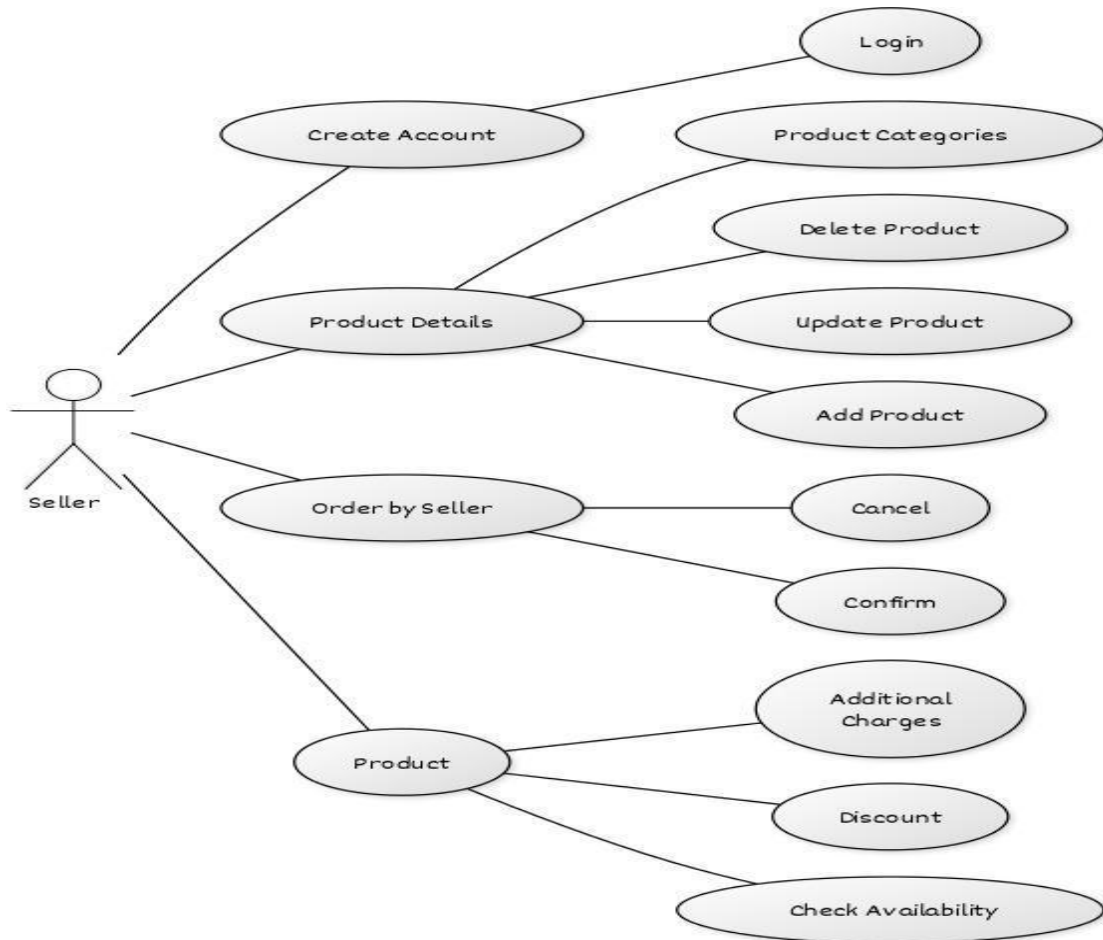 Login
Create Account
Product Categories
Delete Product
Product Details
Update Product
Add Product
Seller
Order by Seller
Cancel
Confirm
Additional
Charges
Product
Discount
Check Availability